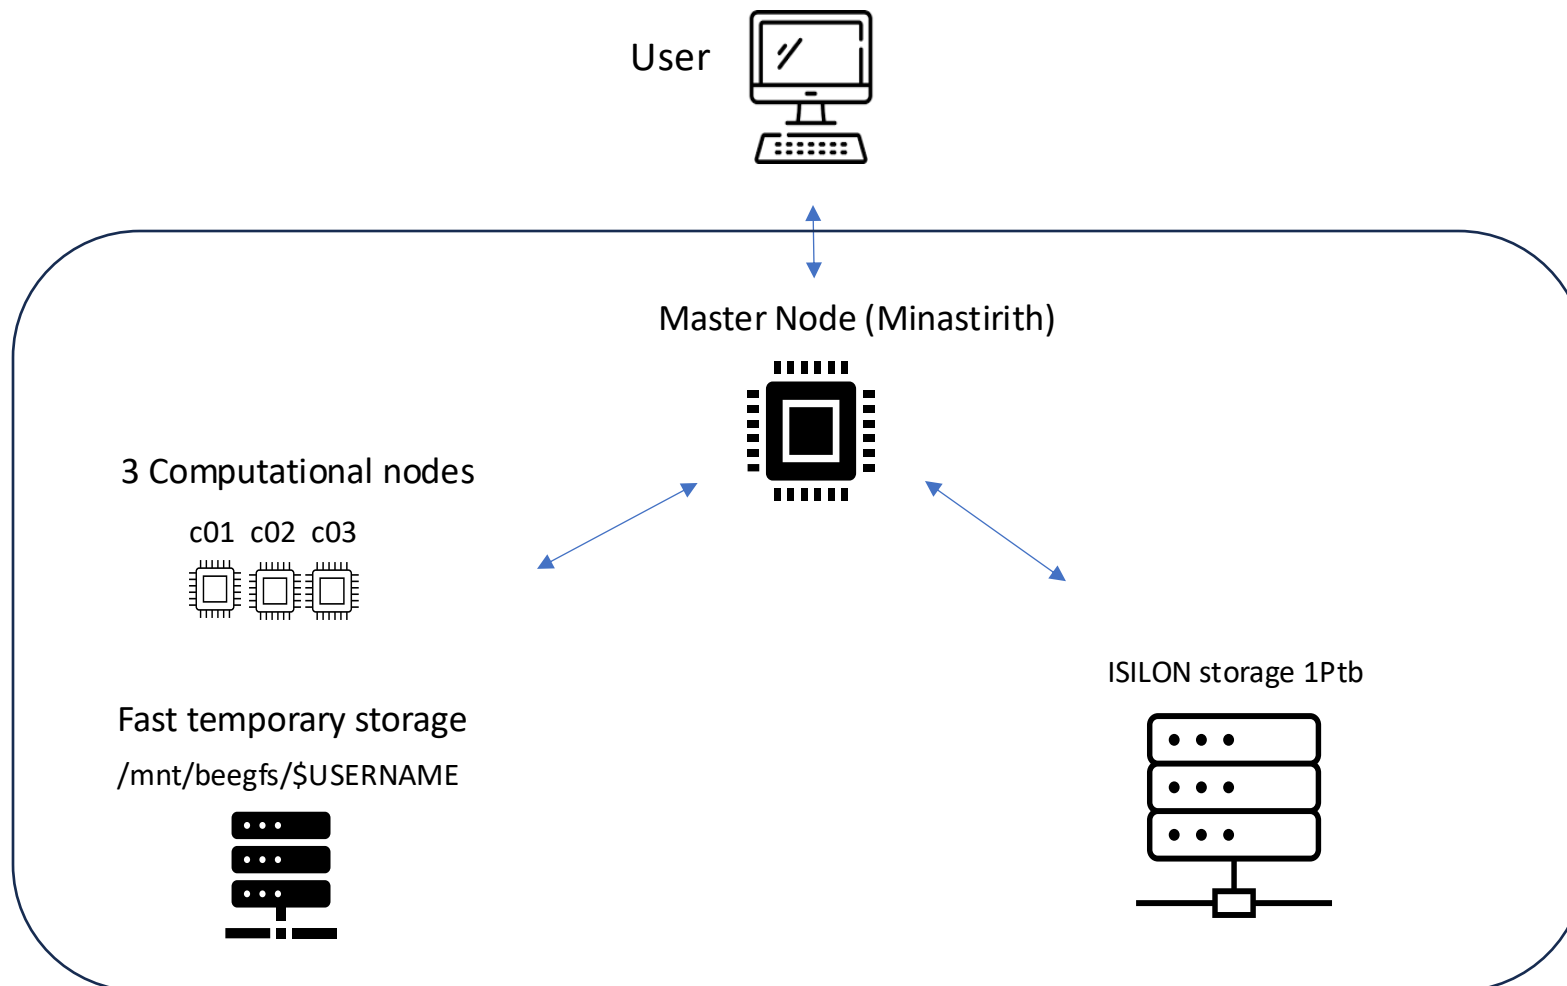 User
Master Node (Minastirith)
3 Computational nodes
c01 c02 c03
Fast temporary storage
/mnt/beegfs/$USERNAME
ISILON storage 1Ptb